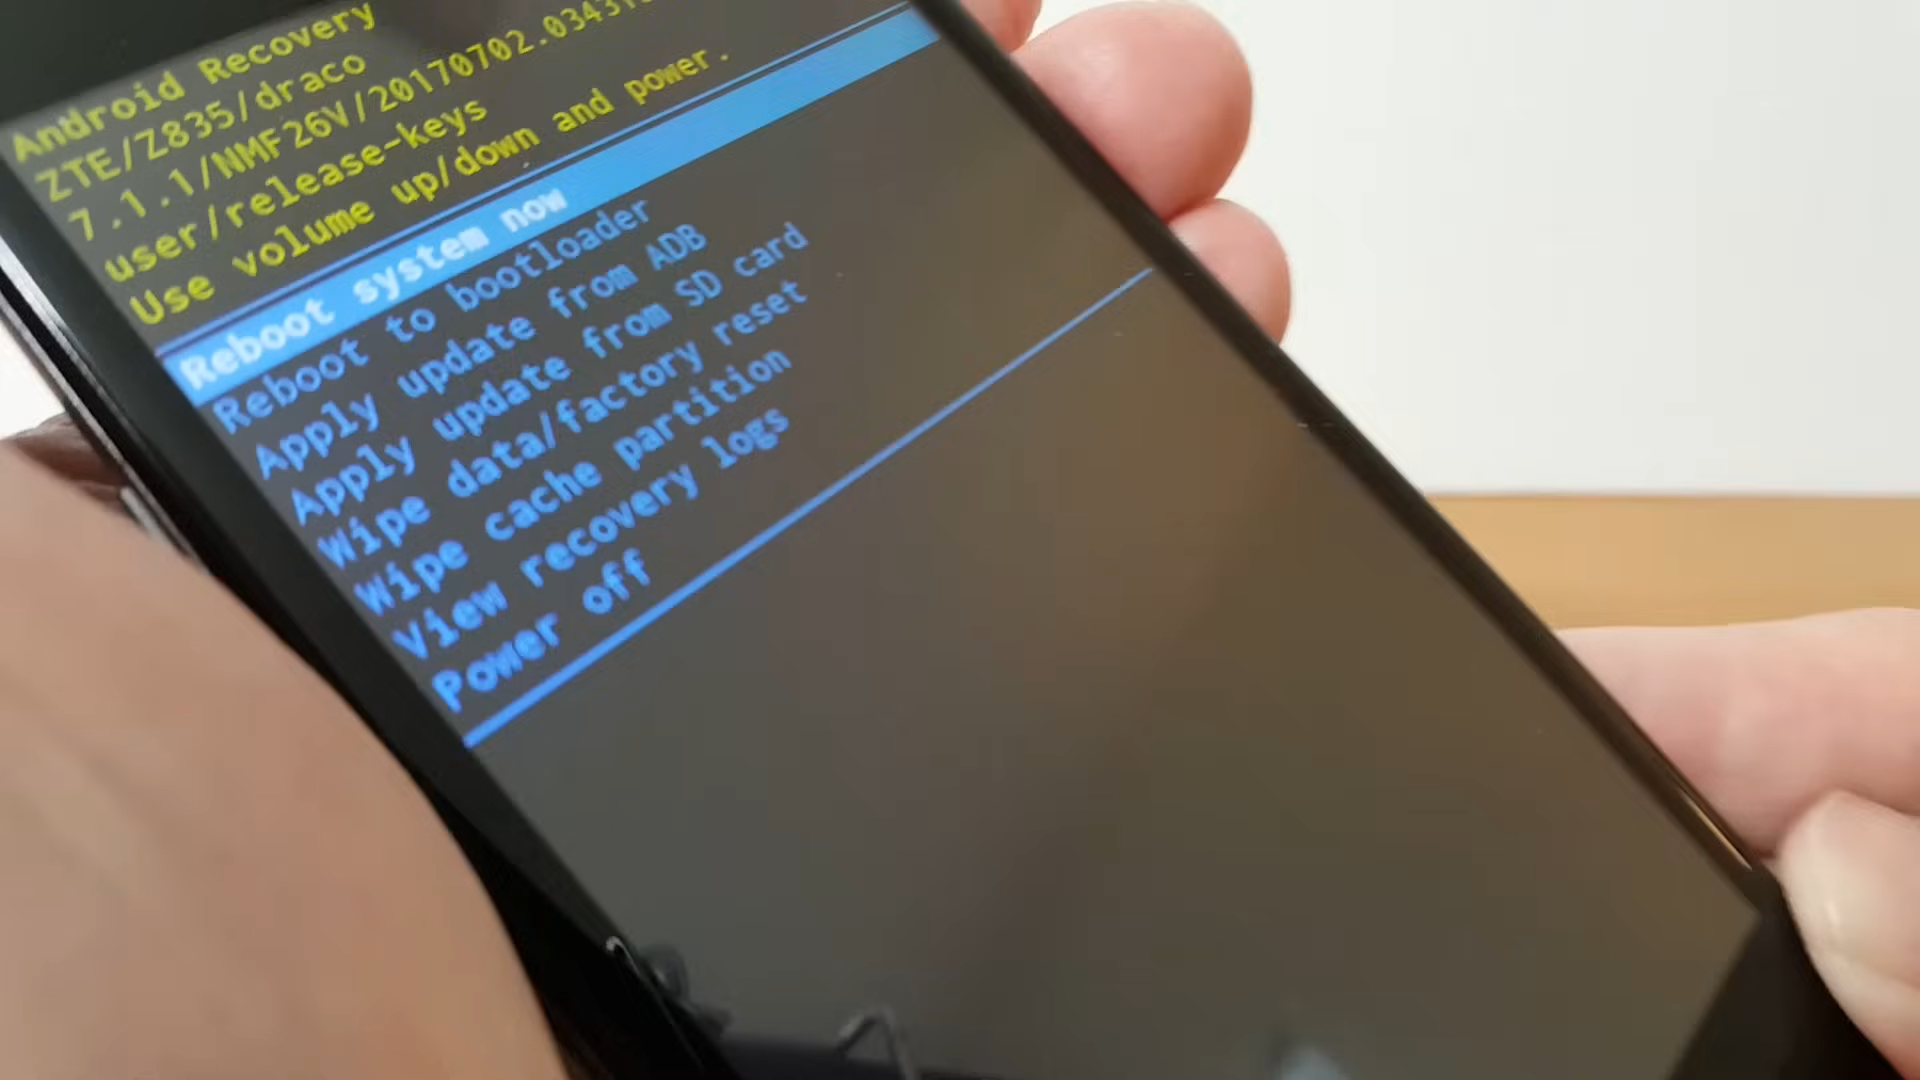 Android Recovery
ZTE/Z835/draco
7.1.1/NMF26V/20170702.0343
user/release-keys
Use volume up/down and power.
Reboot system now
Reboot to bootloader
Apply update from ADB
Apply update from SD card
Wipe data/factory reset
Wipe cache partition
View recovery logs
Power off